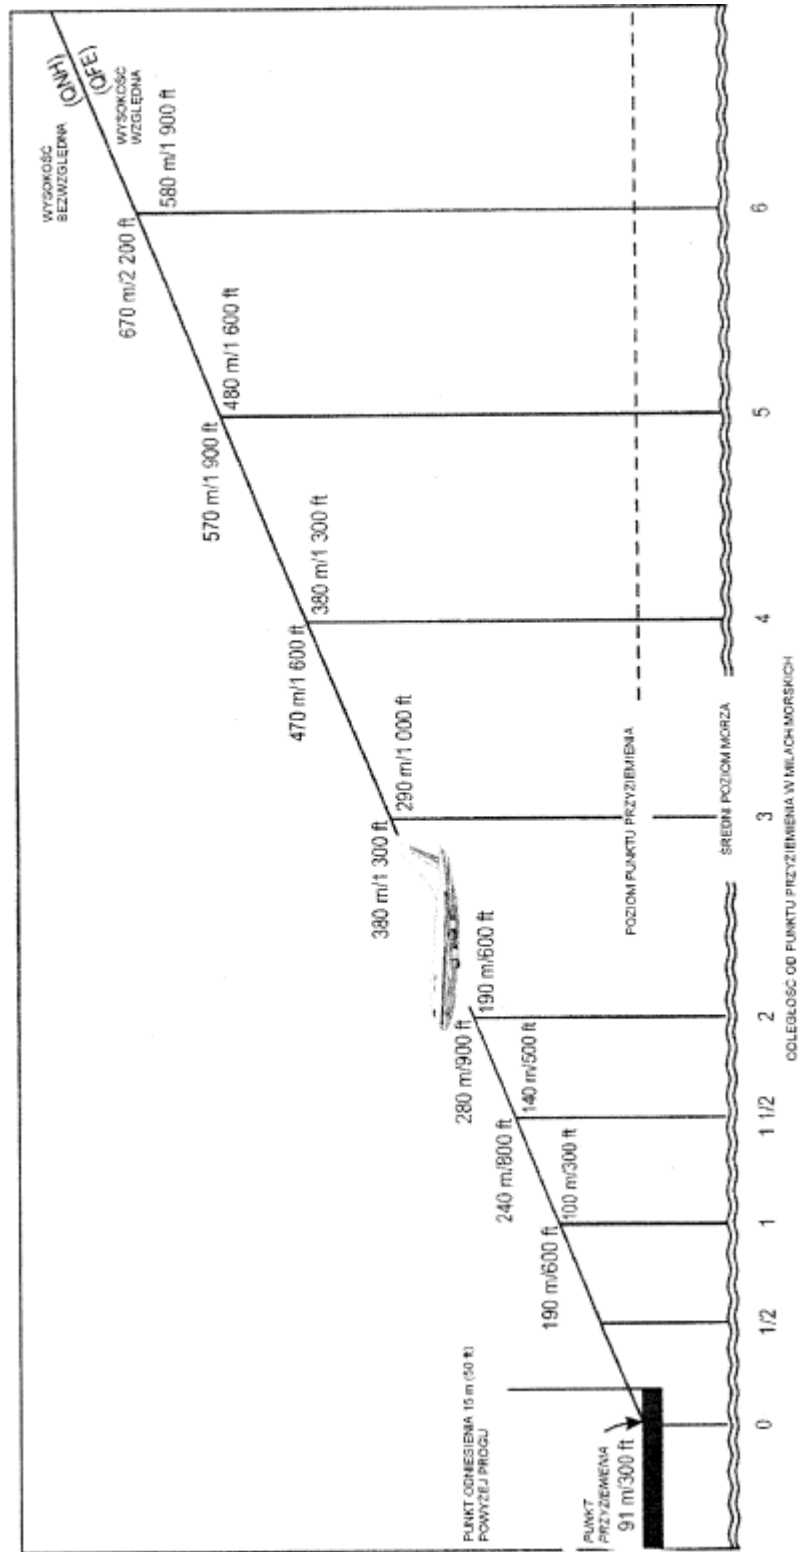 WYSOKOŚĆ
BEZWZGLĘDNA
(QNH)
(QFE)
WYSOKOŚĆ
WZGLĘDNA
670 m/2 200 ft
580 m/1 900 ft
570 m/1 900 ft
480 m/1 600 ft
470 m/1 600 ft
380 m/1 300 ft
380 m/1 300 ft
290 m/1 000 ft
280 m/900 ft
190 m/600 ft
240 m/800 ft
140 m/500 ft
190 m/600 ft
100 m/300 ft
PUNKT ODNIESIENIA 15 m (50 ft)
POWYŻEJ PROGU
PUNKT
PRZYZIEMIENIA
91 m/300 ft
POZIOM PUNKTU PRZYZIEMIENIA
ŚREDNI POZIOM MORZA
0
1/2
1
1 1/2
2
3
4
5
6
ODLEGŁOŚĆ OD PUNKTU PRZYZIEMIENIA W MILACH MORSKICH